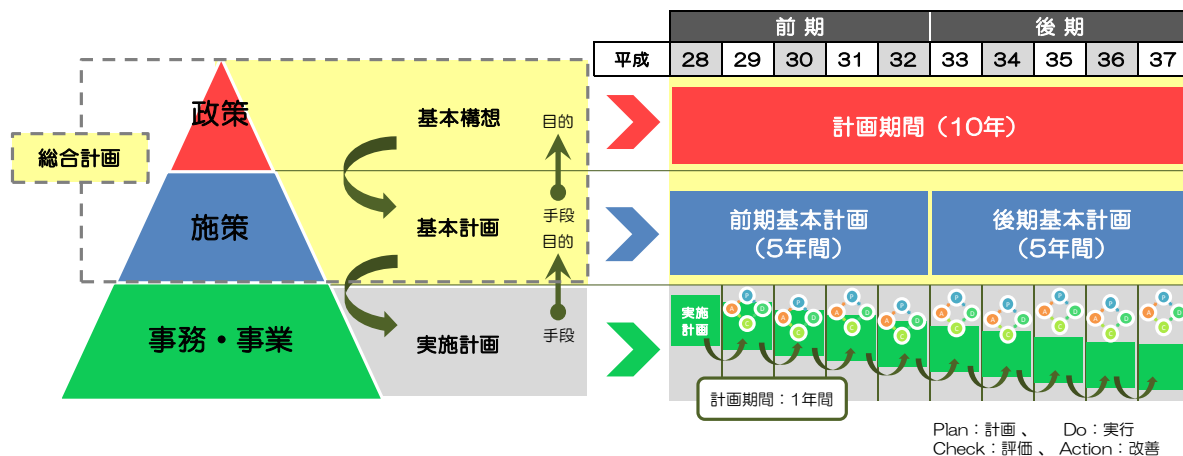 前期 後期
平成 28 29 30 31 32 33 34 35 36 37
政策
基本構想
目的
計画期間（10年）
総合計画
手段
施策
基本計画
目的
前期基本計画
（5年間）
後期基本計画
（5年間）
事務・事業
実施計画
手段
実施
計画
P A D C
P A D C
P A D C
P A D C
P A D C
P A D C
P A D C
P A D C
P A D C
計画期間：1年間
Plan：計画 、 Do：実行
Check：評価 、 Action：改善